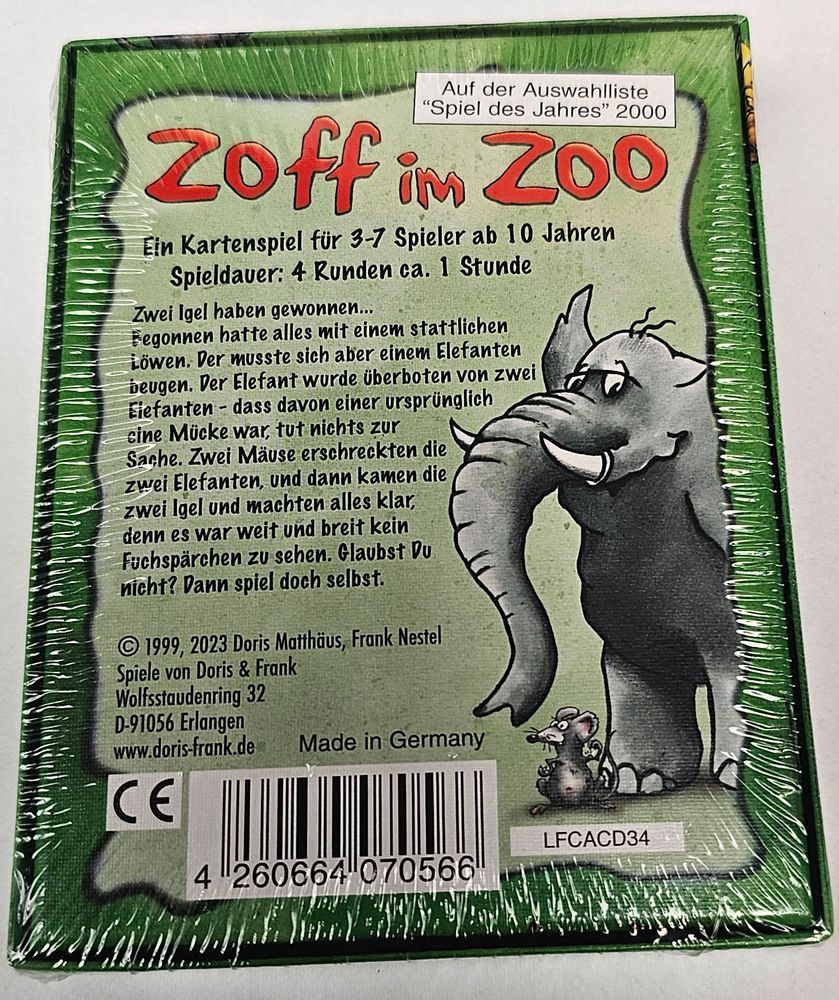 Auf der Auswahlliste
"Spiel des Jahres" 2000
Zoff im Zoo
Ein Kartenspiel für 3-7 Spieler ab 10 Jahren
Spieldauer: 4 Runden ca. 1 Stunde
Zwei Igel haben gewonnen...
Begonnen hatte alles mit einem stattlichen
Löwen. Der musste sich aber einem Elefanten
beugen. Der Elefant wurde überboten von zwei
Elefanten - dass davon einer ursprünglich
eine Mücke war, tut nichts zur
Sache. Zwei Mäuse erschreckten die
zwei Elefanten, und dann kamen die
zwei Igel und machten alles klar,
denn es war weit und breit kein
Fuchspärchen zu sehen. Glaubst Du
nicht? Dann spiel doch selbst.
© 1999, 2023 Doris Matthäus, Frank Nestel
Spiele von Doris & Frank
Wolfsstaudenring 32
D-91056 Erlangen
www.doris-frank.de
Made in Germany
CE
4 260664 070566
LFCACD34